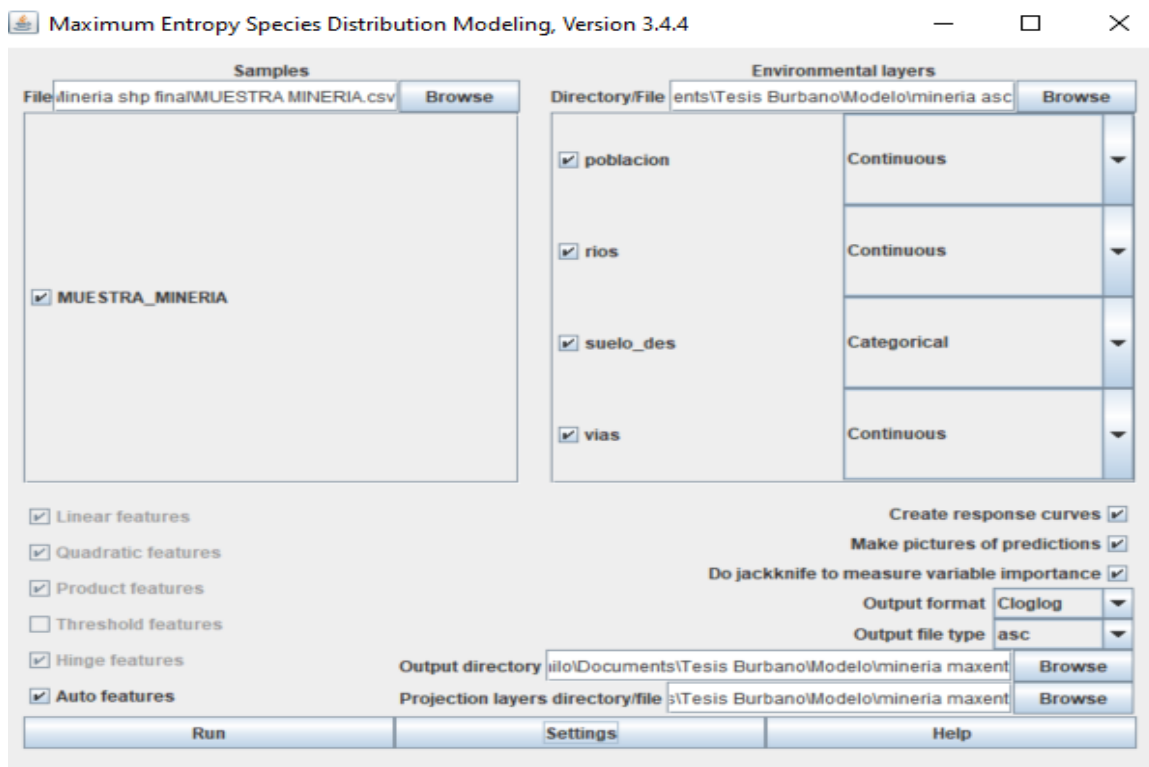 Maximum Entropy Species Distribution Modeling, Version 3.4.4
Samples
File Mineria shp final\MUESTRA MINERIA.csv Browse
MUESTRA_MINERIA
Environmental layers
Directory/File ents\Tesis Burbano\Modelo\mineria asc Browse
poblacion Continuous
rios Continuous
suelo_des Categorical
vias Continuous
Linear features
Quadratic features
Product features
Threshold features
Hinge features
Auto features
Create response curves
Make pictures of predictions
Do jackknife to measure variable importance
Output format Cloglog
Output file type asc
Output directory ilo\Documents\Tesis Burbano\Modelo\mineria maxent Browse
Projection layers directory/file s\Tesis Burbano\Modelo\mineria maxent Browse
Run Settings Help